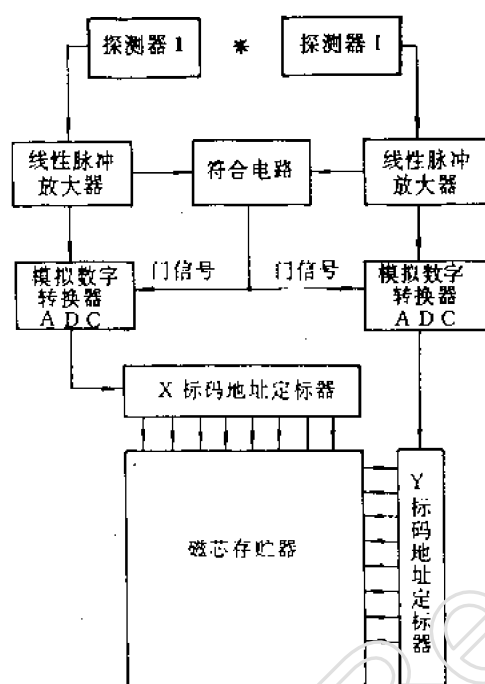 探测器 1
*
探测器 I
线性脉冲
放大器
符合电路
线性脉冲
放大器
模拟数字
转换器
ADC
门信号
门信号
模拟数字
转换器
ADC
X 标码地址定标器
磁芯存贮器
Y
标
码
地
址
定
标
器